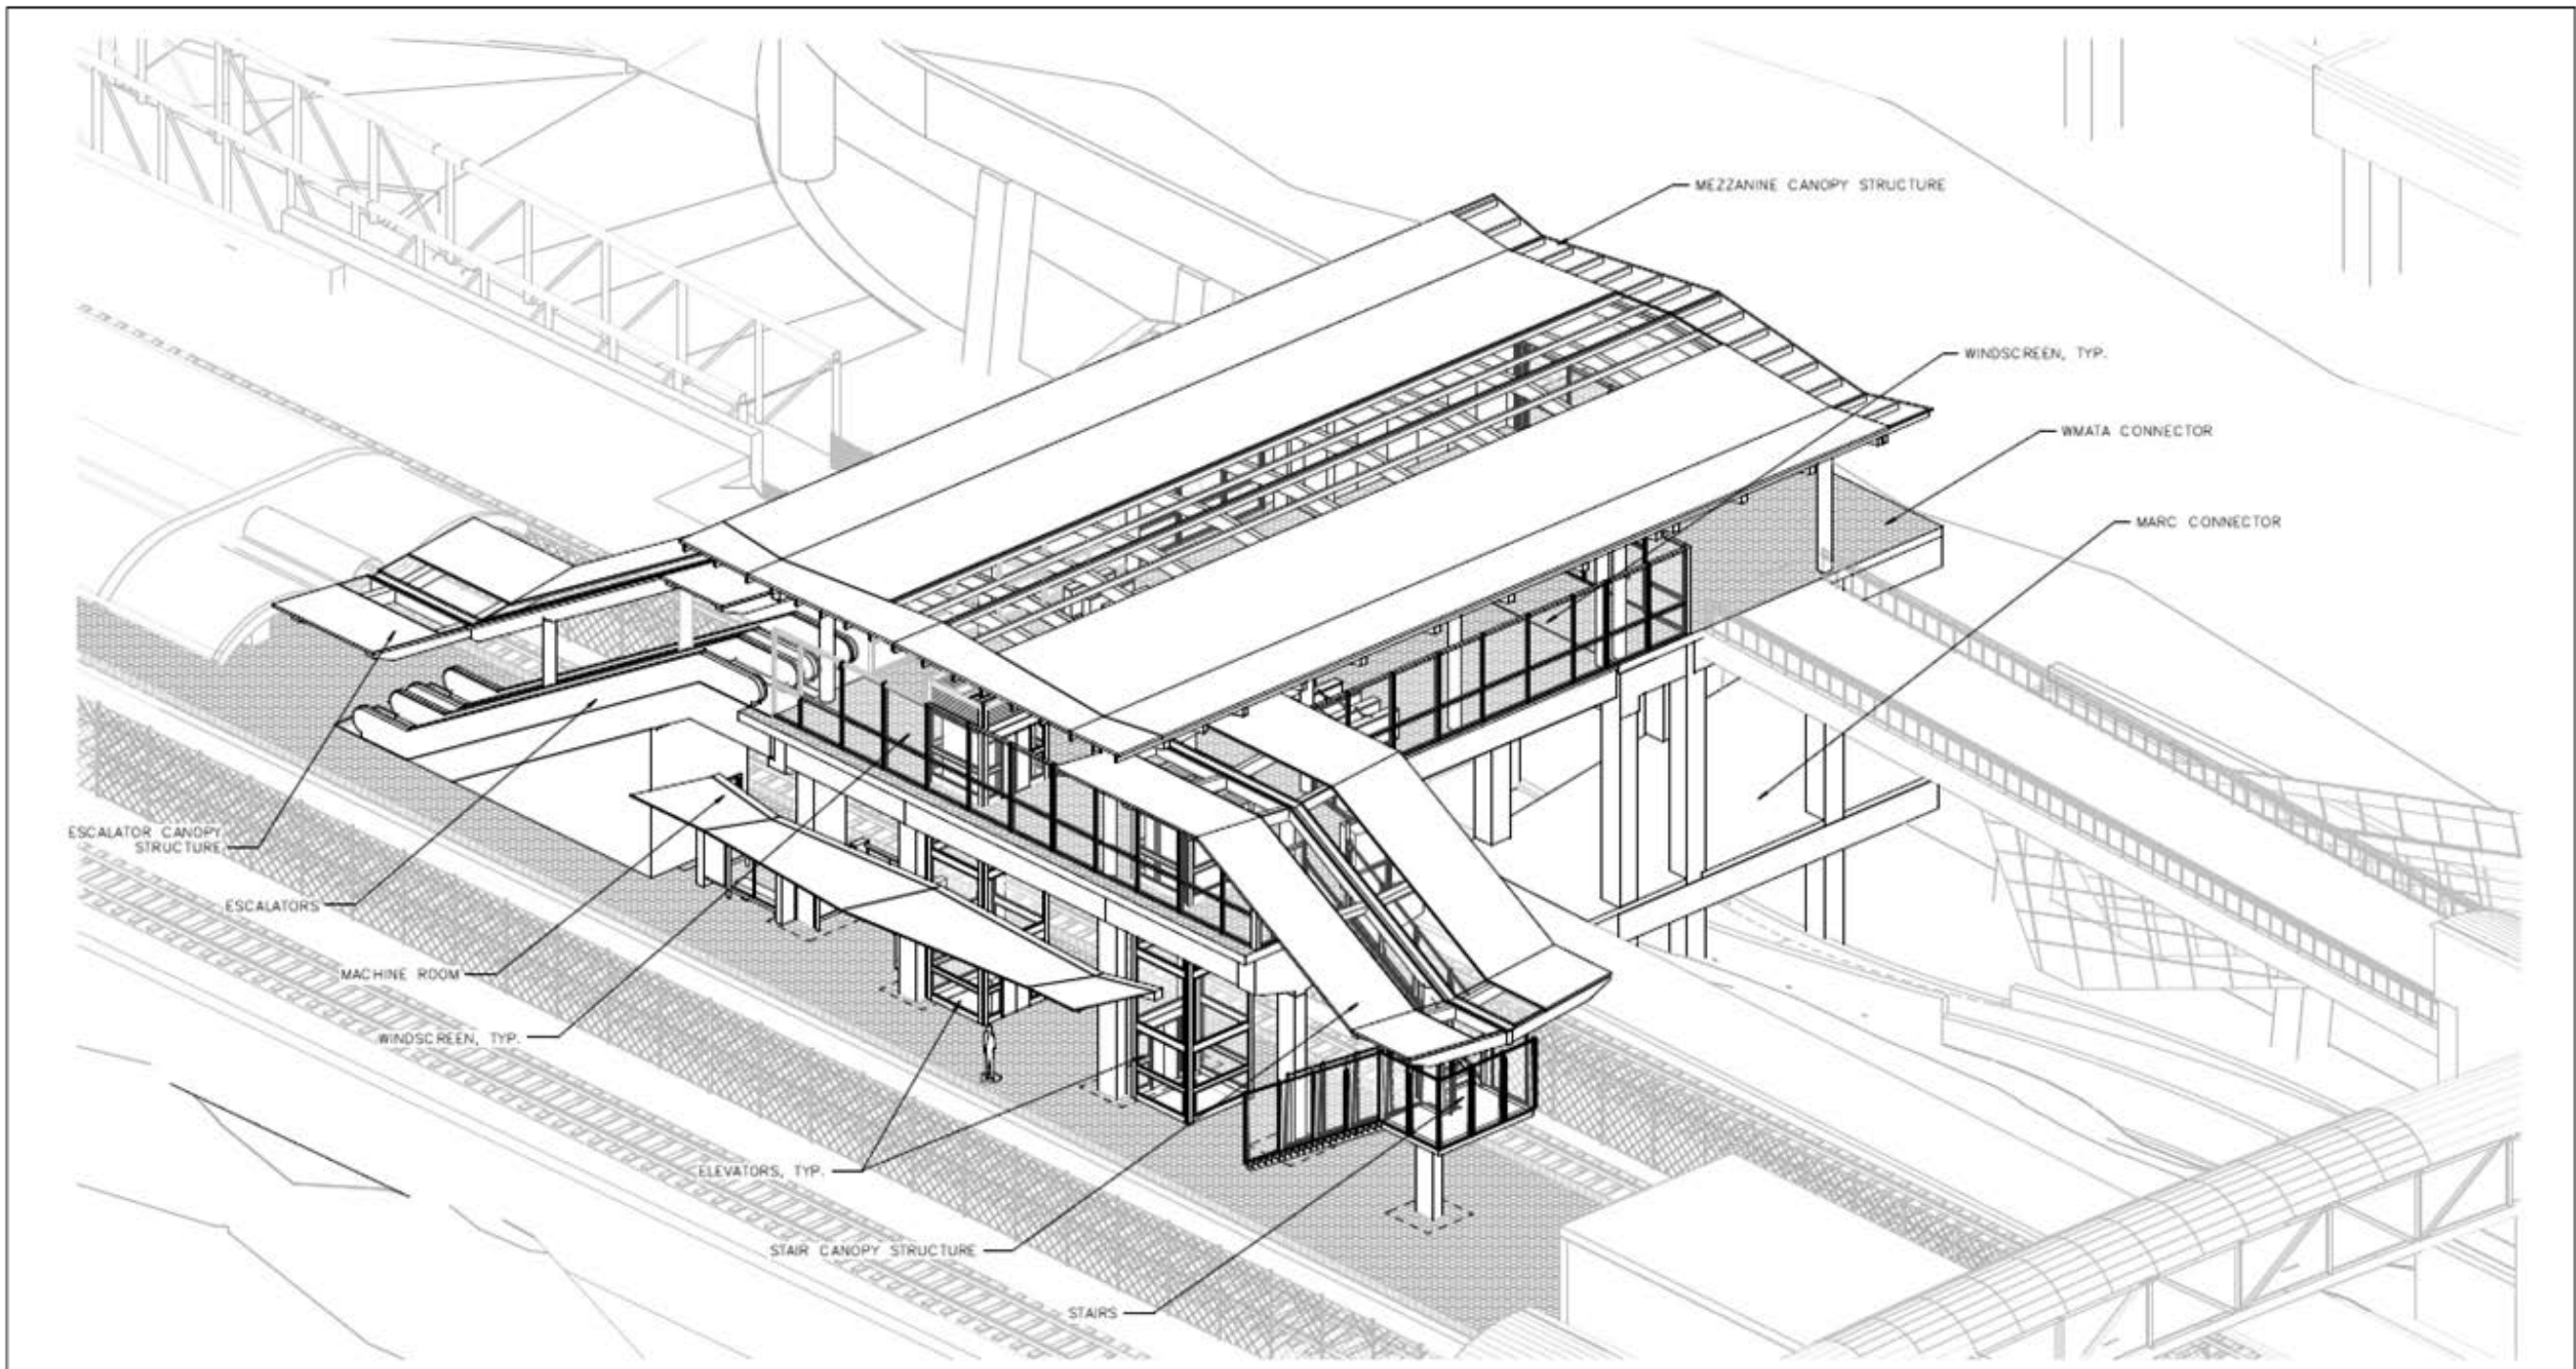 MEZZANINE CANOPY STRUCTURE
WINDSCREEN, TYP.
WMATA CONNECTOR
MARC CONNECTOR
ESCALATOR CANOPY
STRUCTURE
ESCALATORS
MACHINE ROOM
WINDSCREEN, TYP.
ELEVATORS, TYP.
STAIR CANOPY STRUCTURE
STAIRS